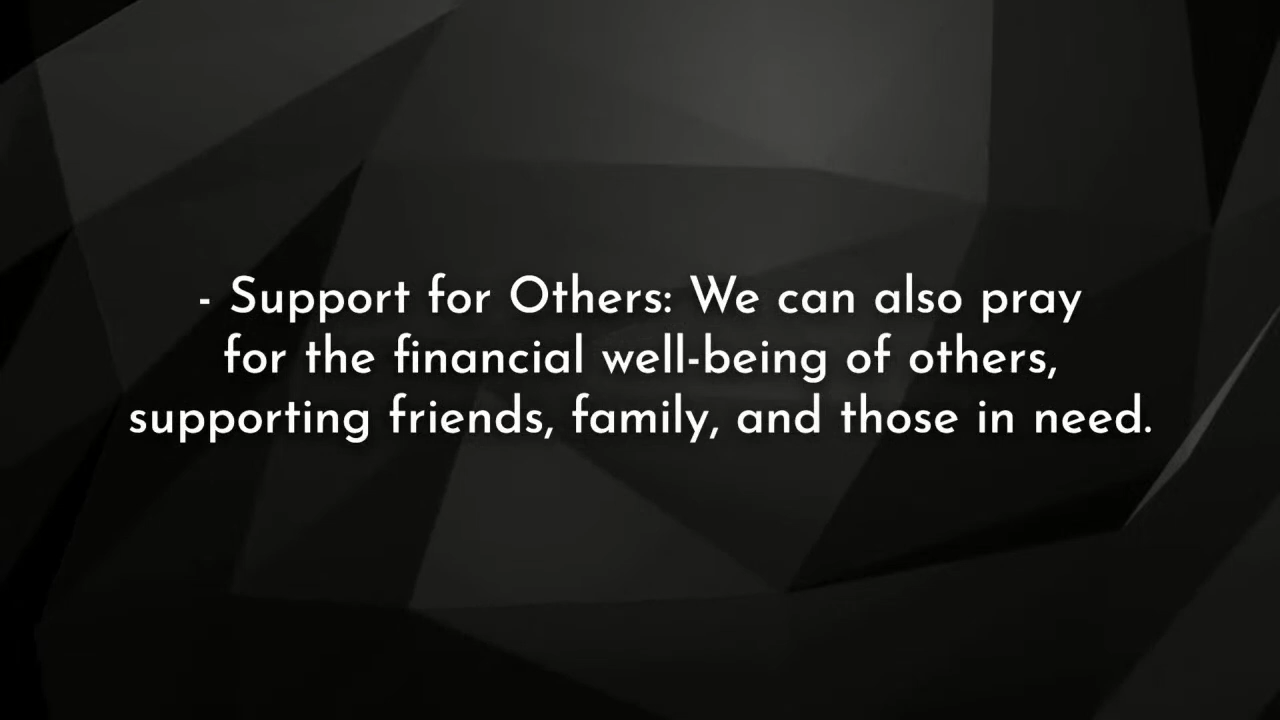 - Support for Others: We can also pray
for the financial well-being of others,
supporting friends, family, and those in need.